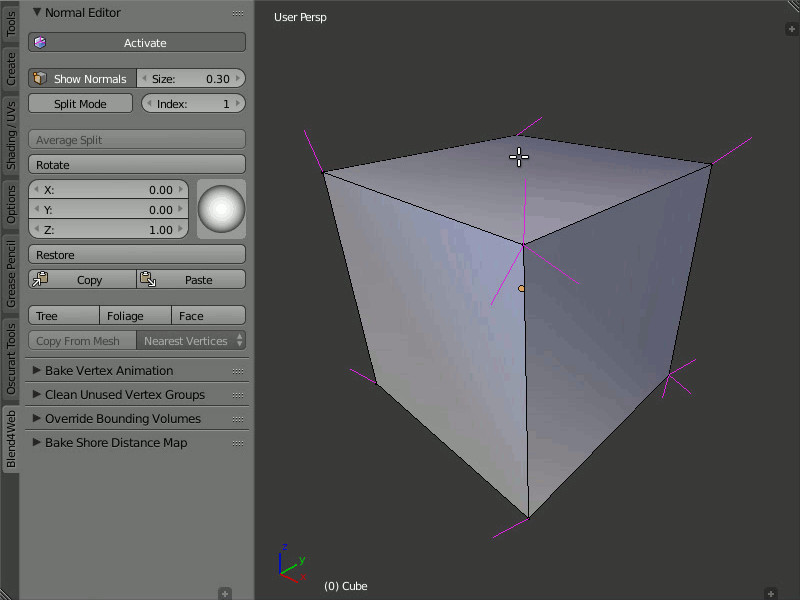 Normal Editor
Activate
Show Normals
Size: 0.30
Split Mode
Index: 1
Average Split
Rotate
X: 0.00
Y: 0.00
Z: 1.00
Restore
Copy
Paste
Tree
Foliage
Face
Copy From Mesh
Nearest Vertices
Bake Vertex Animation
Clean Unused Vertex Groups
Override Bounding Volumes
Bake Shore Distance Map
Tools
Create
Shading / UVs
Options
Grease Pencil
Oscurart Tools
Blend4Web
User Persp
z
y
x
(0) Cube